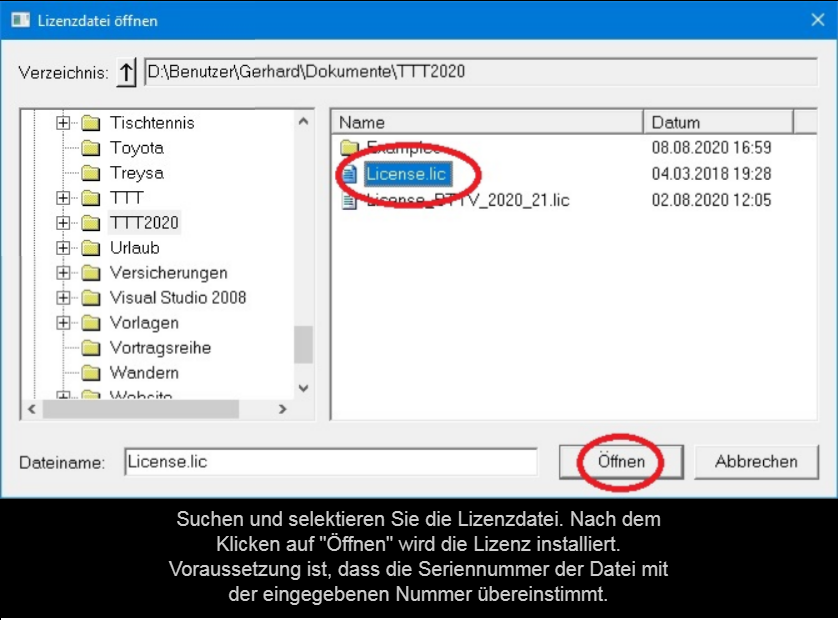 Lizenzdatei öffnen
Verzeichnis: D:\Benutzer\Gerhard\Dokumente\TTT2020
Tischtennis
Toyota
Treysa
TTT
TTT2020
Urlaub
Versicherungen
Visual Studio 2008
Vorlagen
Vortragsreihe
Wandern
Website
Name Datum
Examples 08.08.2020 16:59
License.lic 04.03.2018 19:28
License_BTTV_2020_21.lic 02.08.2020 12:05
Dateiname: License.lic Öffnen Abbrechen
Suchen und selektieren Sie die Lizenzdatei. Nach dem
Klicken auf "Öffnen" wird die Lizenz installiert.
Voraussetzung ist, dass die Seriennummer der Datei mit
der eingegebenen Nummer übereinstimmt.